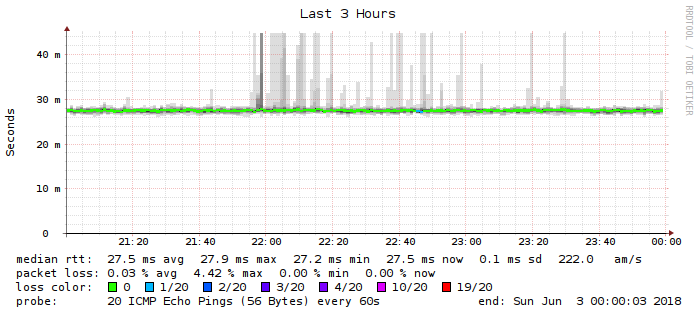 Last 3 Hours
RRDTOOL / TOBI OETIKER
Seconds
40 m
30 m
20 m
10 m
0
21:20 21:40 22:00 22:20 22:40 23:00 23:20 23:40 00:00
median rtt: 27.5 ms avg 27.9 ms max 27.2 ms min 27.5 ms now 0.1 ms sd 222.0 am/s
packet loss: 0.03 % avg 4.42 % max 0.00 % min 0.00 % now
loss color: 0 1/20 2/20 3/20 4/20 10/20 19/20
probe: 20 ICMP Echo Pings (56 Bytes) every 60s end: Sun Jun 3 00:00:03 2018